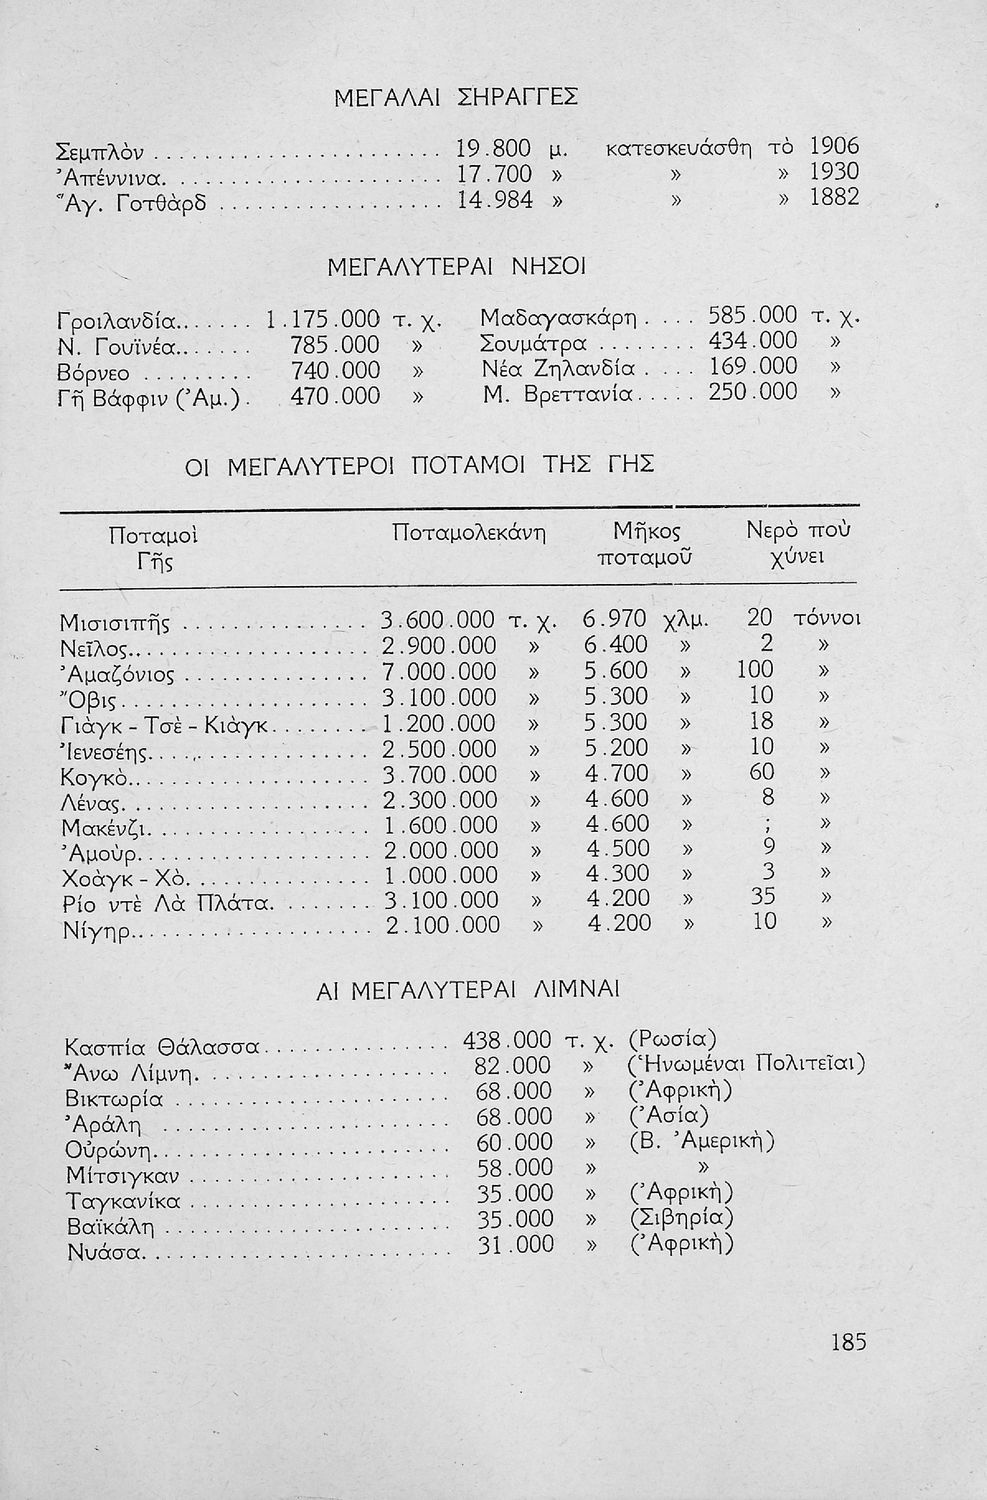 ΜΕΓΑΛΑΙ ΣΗΡΑΓΓΕΣ
Σεμπλὸν . . . . . . . . . . . . . . . . . . . . . . 19.800 μ. κατεσκευάσθη τὸ 1906
Ἀπέννινα. . . . . . . . . . . . . . . . . . . . . . 17.700 » » » 1930
Ἅγ. Γοτθὰρδ . . . . . . . . . . . . . . . . . . 14.984 » » » 1882
ΜΕΓΑΛΥΤΕΡΑΙ ΝΗΣΟΙ
Γροιλανδία. . . . . . . 1.175.000 τ. χ. Μαδαγασκάρη . . . . 585.000 τ. χ.
Ν. Γουϊνέα. . . . . . . 785.000 » Σουμάτρα . . . . . . . . 434.000 »
Βόρνεο . . . . . . . . . 740.000 » Νέα Ζηλανδία . . . . 169.000 »
Γῆ Βάφφιν (Ἀμ.) . 470.000 » Μ. Βρεττανία . . . . . 250.000 »
ΟΙ ΜΕΓΑΛΥΤΕΡΟΙ ΠΟΤΑΜΟΙ ΤΗΣ ΓΗΣ
Ποταμοὶ Ποταμολεκάνη Μῆκος Νερὸ ποὺ
Γῆς ποταμοῦ χύνει
Μισισιπῆς . . . . . . . . . . . . . . . 3.600.000 τ. χ. 6.970 χλμ. 20 τόννοι
Νεῖλος. . . . . . . . . . . . . . . . . . . 2.900.000 » 6.400 » 2 »
Ἀμαζόνιος . . . . . . . . . . . . . . . 7.000.000 » 5.600 » 100 »
Ὄβις . . . . . . . . . . . . . . . . . . . . 3.100.000 » 5.300 » 10 »
Γιὰγκ - Τσὲ - Κιὰγκ. . . . . . . . 1.200.000 » 5.300 » 18 »
Ἰενεσέης. . . . . . . . . . . . . . . . . 2.500.000 » 5.200 » 10 »
Κογκὸ. . . . . . . . . . . . . . . . . . . 3.700.000 » 4.700 » 60 »
Λένας. . . . . . . . . . . . . . . . . . . 2.300.000 » 4.600 » 8 »
Μακένζι. . . . . . . . . . . . . . . . . . 1.600.000 » 4.600 » ; »
Ἀμοὺρ. . . . . . . . . . . . . . . . . . . 2.000.000 » 4.500 » 9 »
Χοὰγκ - Χὸ. . . . . . . . . . . . . . . 1.000.000 » 4.300 » 3 »
Ρίο ντὲ Λὰ Πλάτα. . . . . . . . 3.100.000 » 4.200 » 35 »
Νίγηρ. . . . . . . . . . . . . . . . . . . 2.100.000 » 4.200 » 10 »
ΑΙ ΜΕΓΑΛΥΤΕΡΑΙ ΛΙΜΝΑΙ
Κασπία Θάλασσα. . . . . . . . . . . . . . . 438.000 τ. χ. (Ρωσία)
Ἄνω Λίμνη. . . . . . . . . . . . . . . . . . . 82.000 » (Ἡνωμέναι Πολιτεῖαι)
Βικτωρία . . . . . . . . . . . . . . . . . . . . . 68.000 » (Ἀφρικὴ)
Ἀράλη . . . . . . . . . . . . . . . . . . . . . . 68.000 » (Ἀσία)
Οὐρώνη. . . . . . . . . . . . . . . . . . . . . . . 60.000 » (Β. Ἀμερικὴ)
Μίτσιγκαν . . . . . . . . . . . . . . . . . . . . 58.000 » »
Ταγκανίκα . . . . . . . . . . . . . . . . . . . . 35.000 » (Ἀφρικὴ)
Βαϊκάλη . . . . . . . . . . . . . . . . . . . . . . 35.000 » (Σιβηρία)
Νυάσα. . . . . . . . . . . . . . . . . . . . . . . . 31.000 » (Ἀφρικὴ)
185